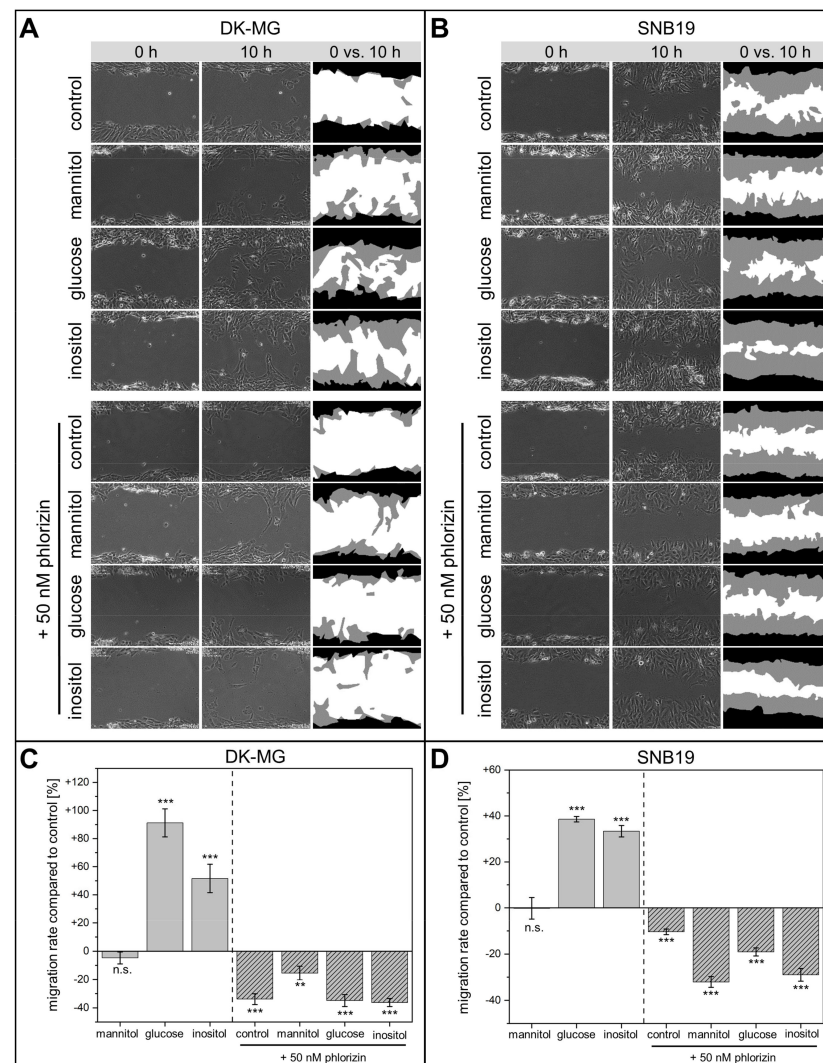 A
DK-MG
0 h
10 h
0 vs. 10 h
control
mannitol
glucose
inositol
+ 50 nM phlorizin
control
mannitol
glucose
inositol
B
SNB19
0 h
10 h
0 vs. 10 h
control
mannitol
glucose
inositol
+ 50 nM phlorizin
control
mannitol
glucose
inositol
C
DK-MG
migration rate compared to control [%]
+120
+100
+80
+60
+40
+20
0
-20
-40
n.s.
***
***
***
**
***
***
mannitol glucose inositol control mannitol glucose inositol
+ 50 nM phlorizin
D
SNB19
migration rate compared to control [%]
+60
+40
+20
0
-20
-40
n.s.
***
***
***
***
***
***
mannitol glucose inositol control mannitol glucose inositol
+ 50 nM phlorizin